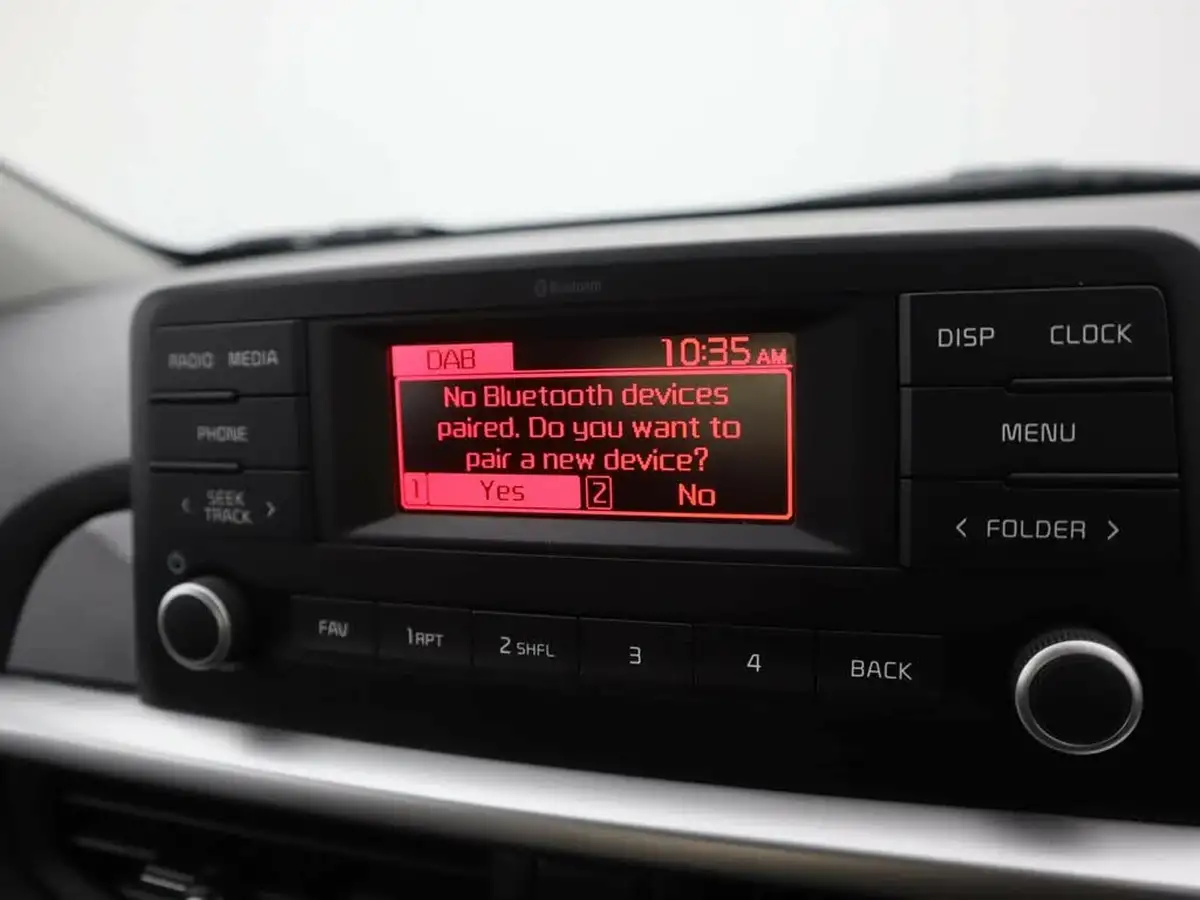 Bluetooth
RADIO MEDIA
PHONE
< SEEK TRACK >
DAB 10:35 AM
No Bluetooth devices
paired. Do you want to
pair a new device?
1 Yes 2 No
DISP CLOCK
MENU
< FOLDER >
FAV 1 RPT 2 SHFL 3 4 BACK